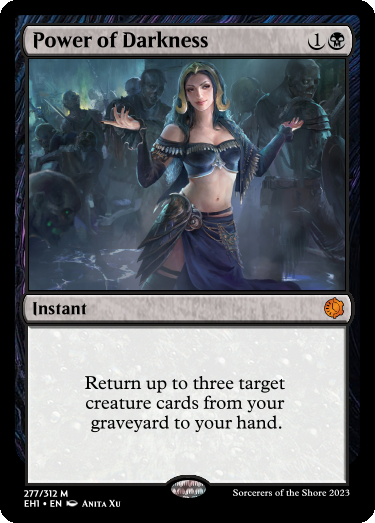 Power of Darkness 1
Instant
Return up to three target
creature cards from your
graveyard to your hand.
277/312 M
EH1 • EN Anita Xu
Sorcerers of the Shore 2023